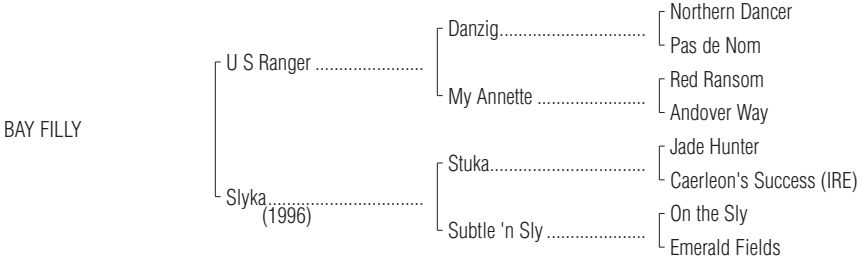 Northern Dancer
Danzig..............................
Pas de Nom
U S Ranger .......................
Red Ransom
My Annette .......................
Andover Way
BAY FILLY
Jade Hunter
Stuka.................................
Caerleon's Success (IRE)
Slyka.................................
(1996)
On the Sly
Subtle 'n Sly .....................
Emerald Fields